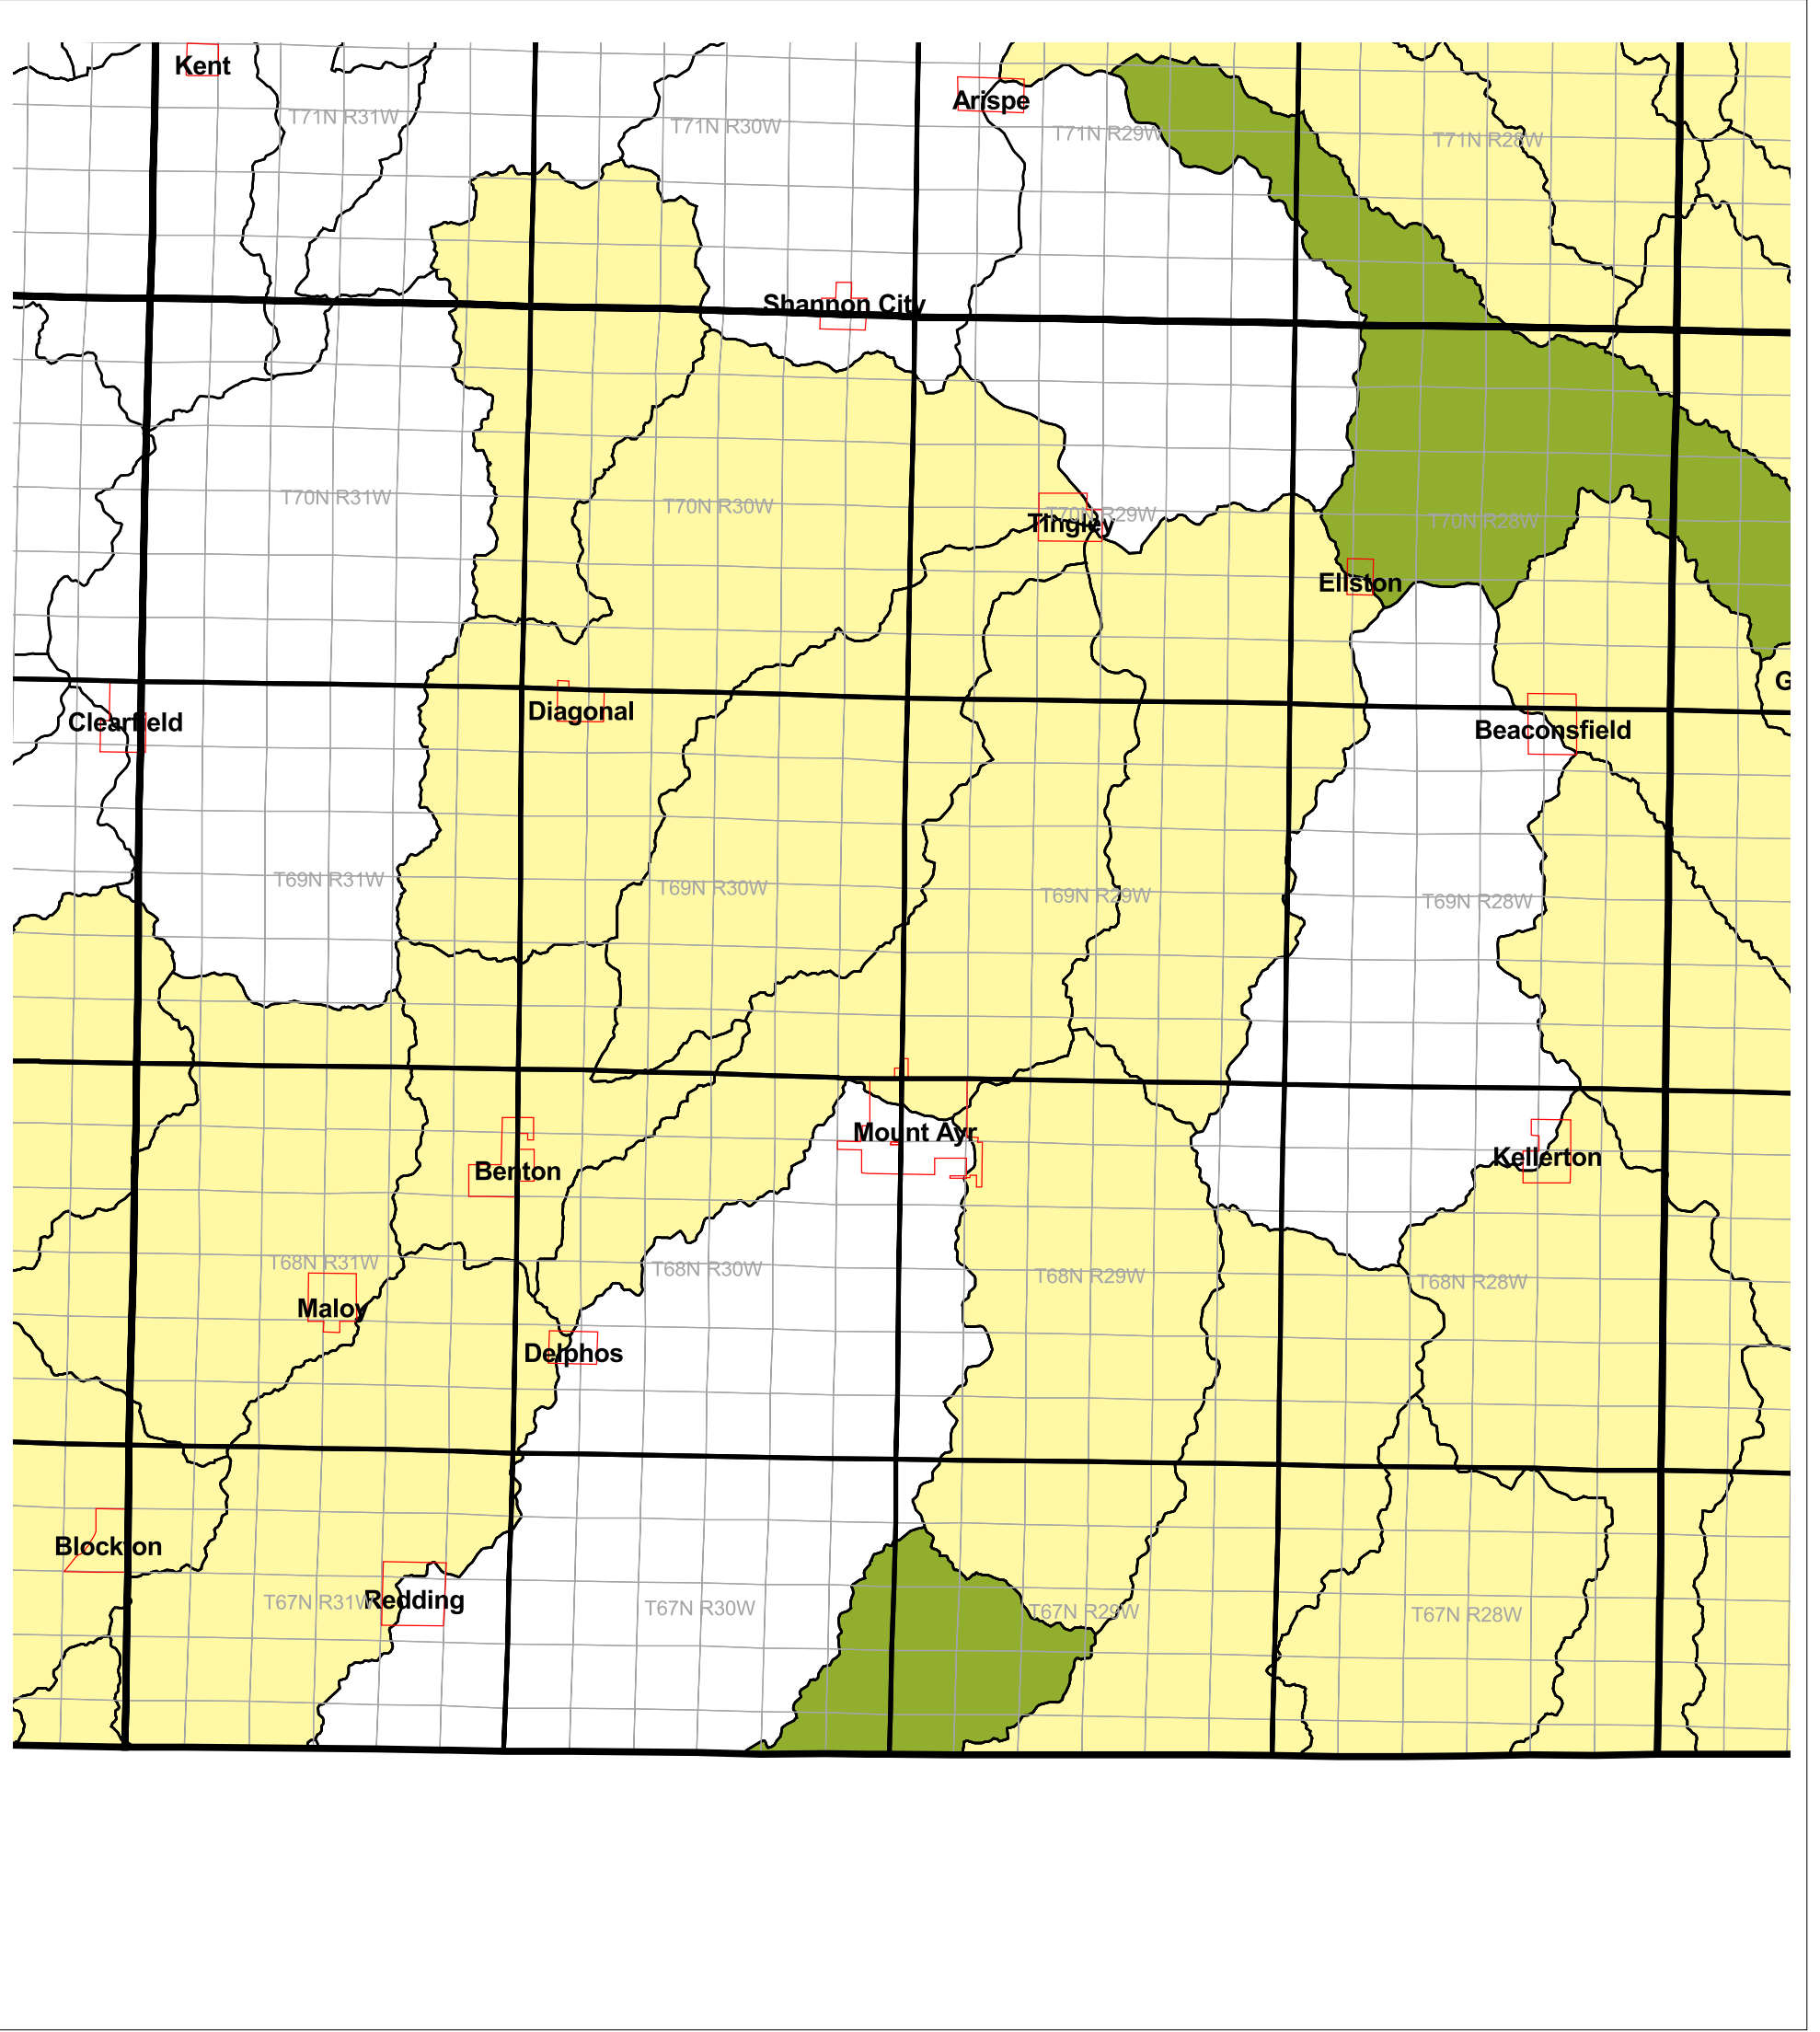 Kent
Arispe
T71N R31W
T71N R30W
T71N R29W
T71N R28W
Shannon City
T70N R31W
T70N R30W
T70N R29W
Tingley
T70N R28W
Ellston
G
Clearfield
Diagonal
Beaconsfield
T69N R31W
T69N R30W
T69N R29W
T69N R28W
Mount Ayr
Benton
Kellerton
T68N R31W
T68N R30W
T68N R29W
T68N R28W
Maloy
Delphos
Blockton
Redding
T67N R31W
T67N R30W
T67N R29W
T67N R28W